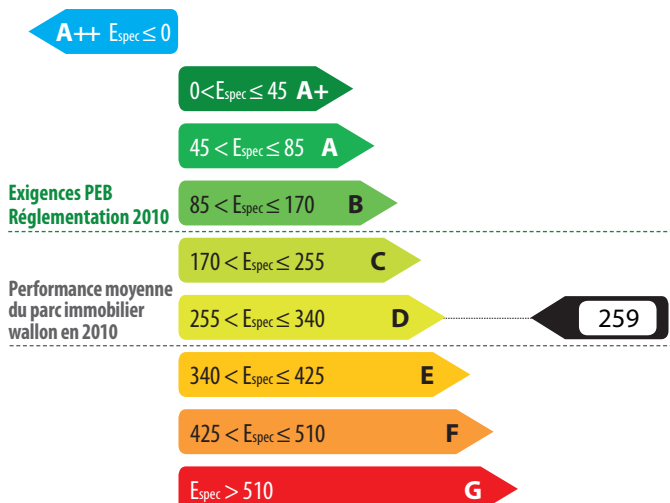 A++ Espec ≤ 0
0<Espec ≤ 45 A+
45 < Espec ≤ 85 A
Exigences PEB
Réglementation 2010
85 < Espec ≤ 170 B
170 < Espec ≤ 255 C
Performance moyenne
du parc immobilier
wallon en 2010
255 < Espec ≤ 340 D
259
340 < Espec ≤ 425 E
425 < Espec ≤ 510 F
Espec > 510 G